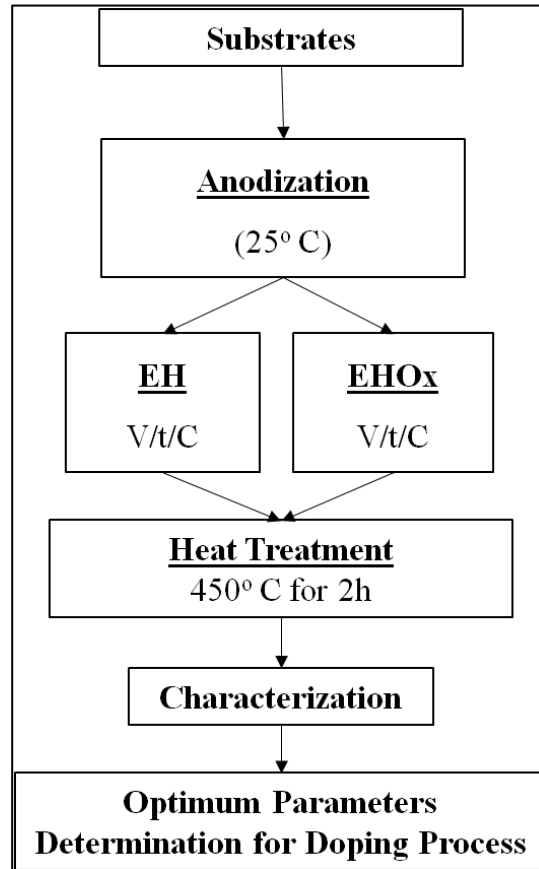 Substrates
Anodization
(25° C)
EH
V/t/C
EHOx
V/t/C
Heat Treatment
450° C for 2h
Characterization
Optimum Parameters
Determination for Doping Process